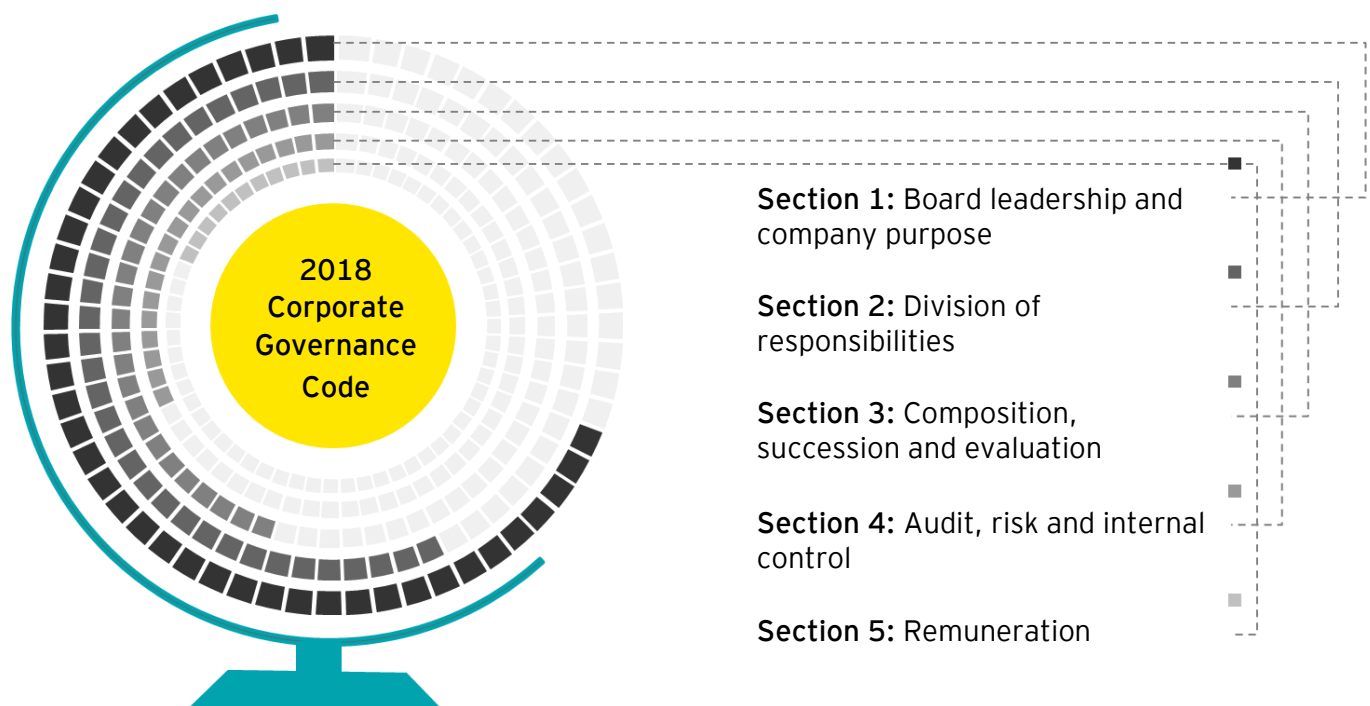 2018
Corporate
Governance
Code
Section 1: Board leadership and
company purpose
Section 2: Division of
responsibilities
Section 3: Composition,
succession and evaluation
Section 4: Audit, risk and internal
control
Section 5: Remuneration